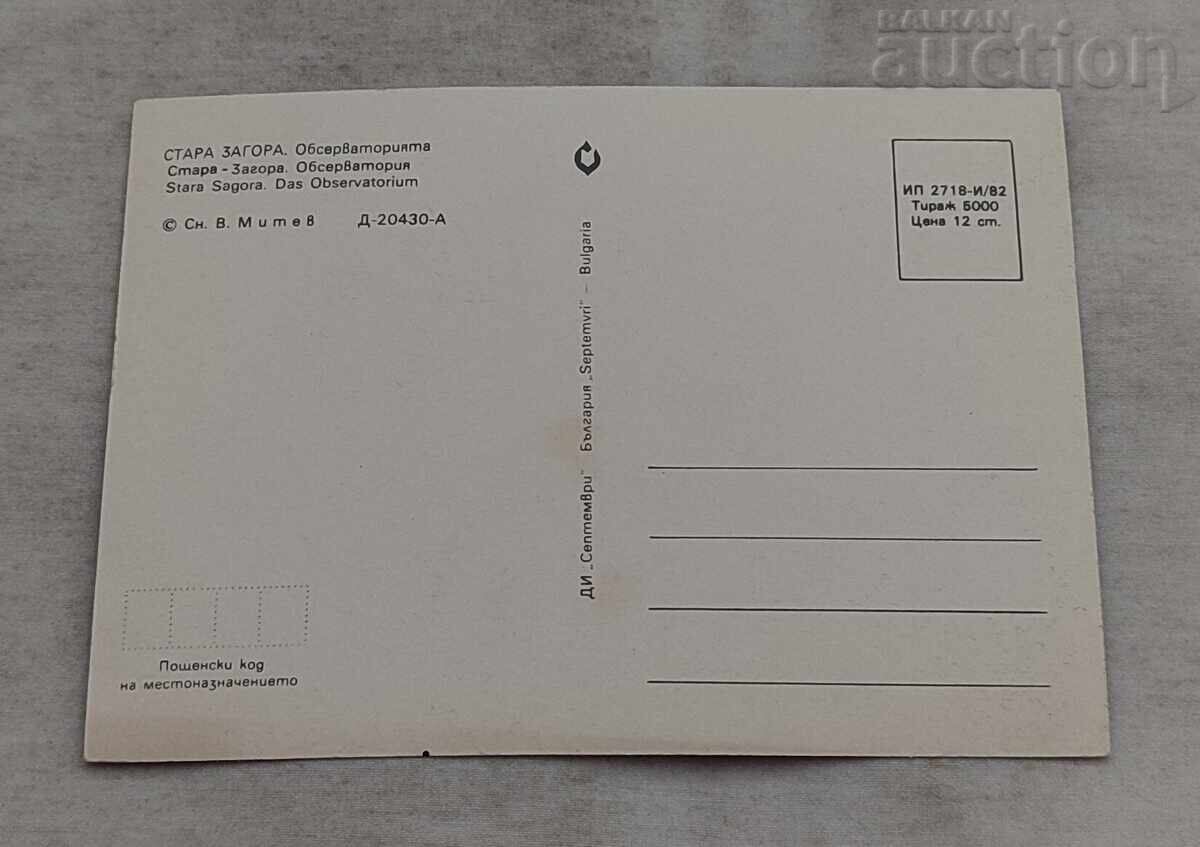 BALKAN
auction
СТАРА ЗАГОРА. Обсерваторията
Стара-Загора. Обсерватория
Stara Sagora. Das Observatorium
© Сн. В. Митев Д-20430-А
ДИ „Септември" България „Septemvri" – Bulgaria
ИП 2718-И/82
Тираж 5000
Цена 12 ст.
Пощенски код
на местоназначението